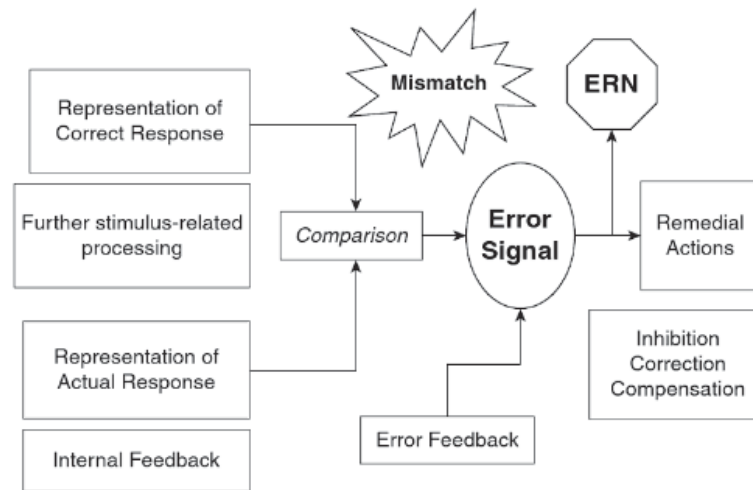 Mismatch
ERN
Representation of
Correct Response
Further stimulus-related
processing
Comparison
Error
Signal
Remedial
Actions
Representation of
Actual Response
Inhibition
Correction
Compensation
Error Feedback
Internal Feedback